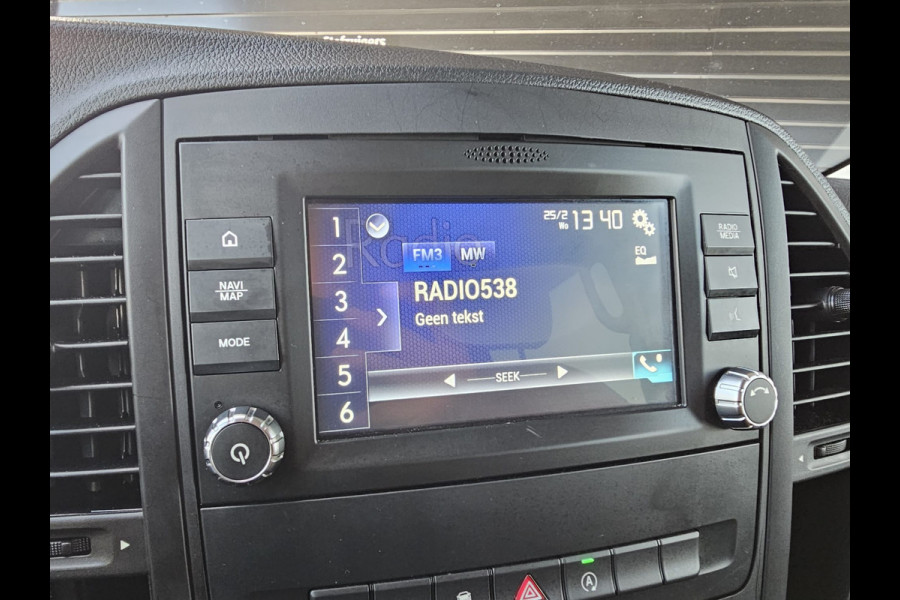 1
2
3
4
5
6
Radio
25/2
Wo
13 40
FM3 MW
EQ
RADIO538
Geen tekst
SEEK
NAVI
MAP
MODE
RADIO
MEDIA
A